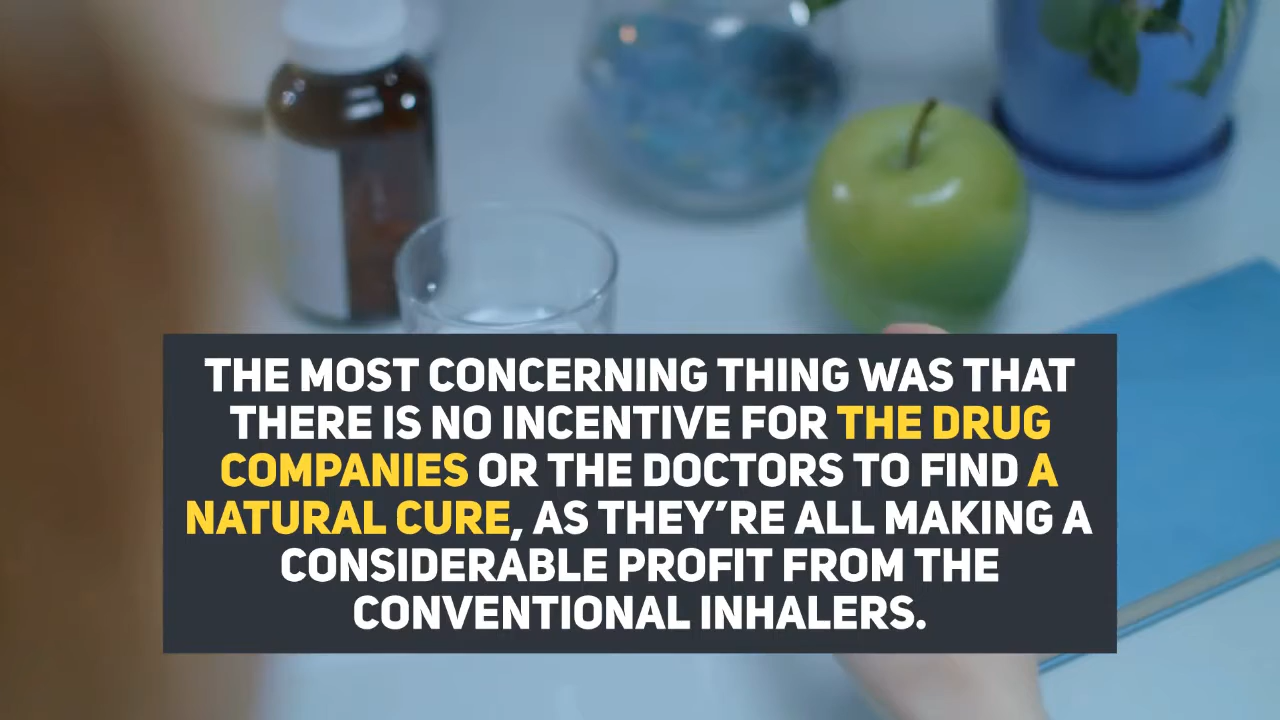 THE MOST CONCERNING THING WAS THAT
THERE IS NO INCENTIVE FOR THE DRUG
COMPANIES OR THE DOCTORS TO FIND A
NATURAL CURE, AS THEY’RE ALL MAKING A
CONSIDERABLE PROFIT FROM THE
CONVENTIONAL INHALERS.